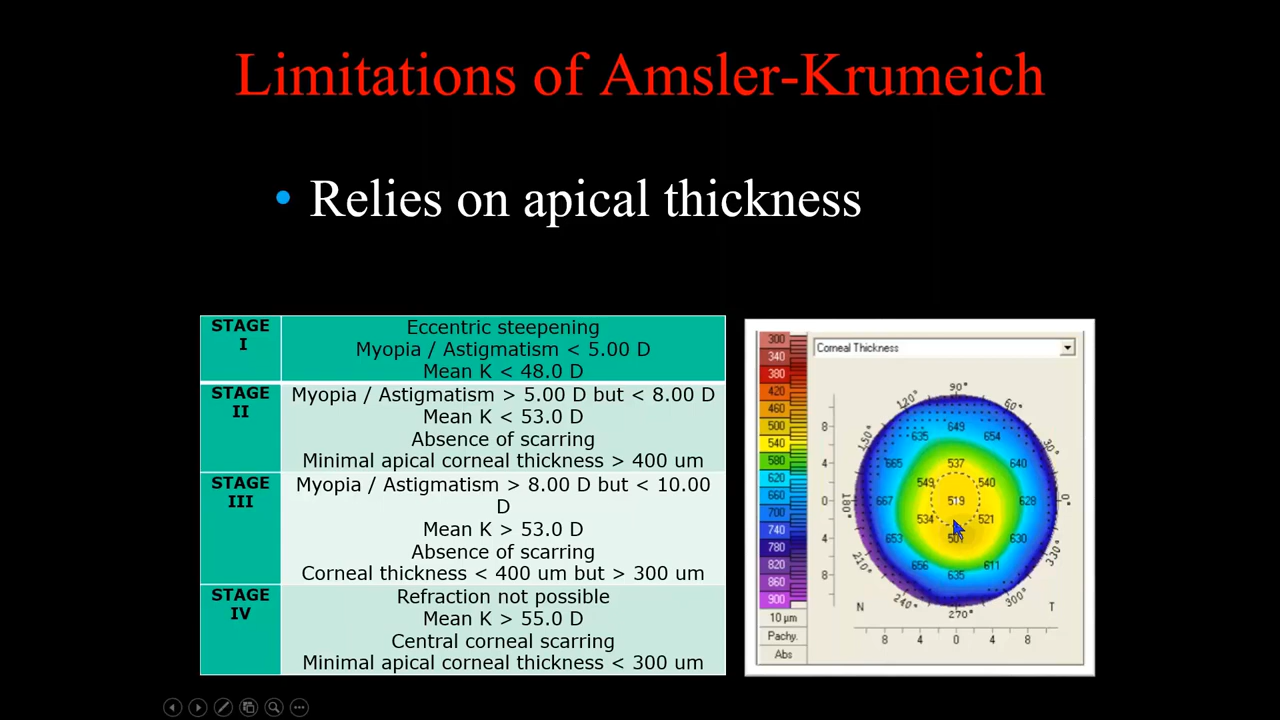 Limitations of Amsler-Krumeich
• Relies on apical thickness
STAGE
I
Eccentric steepening
Myopia / Astigmatism < 5.00 D
Mean K < 48.0 D
STAGE
II
Myopia / Astigmatism > 5.00 D but < 8.00 D
Mean K < 53.0 D
Absence of scarring
Minimal apical corneal thickness > 400 um
STAGE
III
Myopia / Astigmatism > 8.00 D but < 10.00
D
Mean K > 53.0 D
Absence of scarring
Corneal thickness < 400 um but > 300 um
STAGE
IV
Refraction not possible
Mean K > 55.0 D
Central corneal scarring
Minimal apical corneal thickness < 300 um
300
340
380
420
460
500
540
580
620
660
700
740
780
820
860
900
10 µm
Pachy.
Abs
Corneal Thickness
90°
120° 60°
150° 30°
180° 0°
210° 330°
240° 300°
270°
8
4
0
4
8
649
635 654
665 537 640
549 540
667 519 628
534 521
653 630
656 611
635
N T
8 4 0 4 8